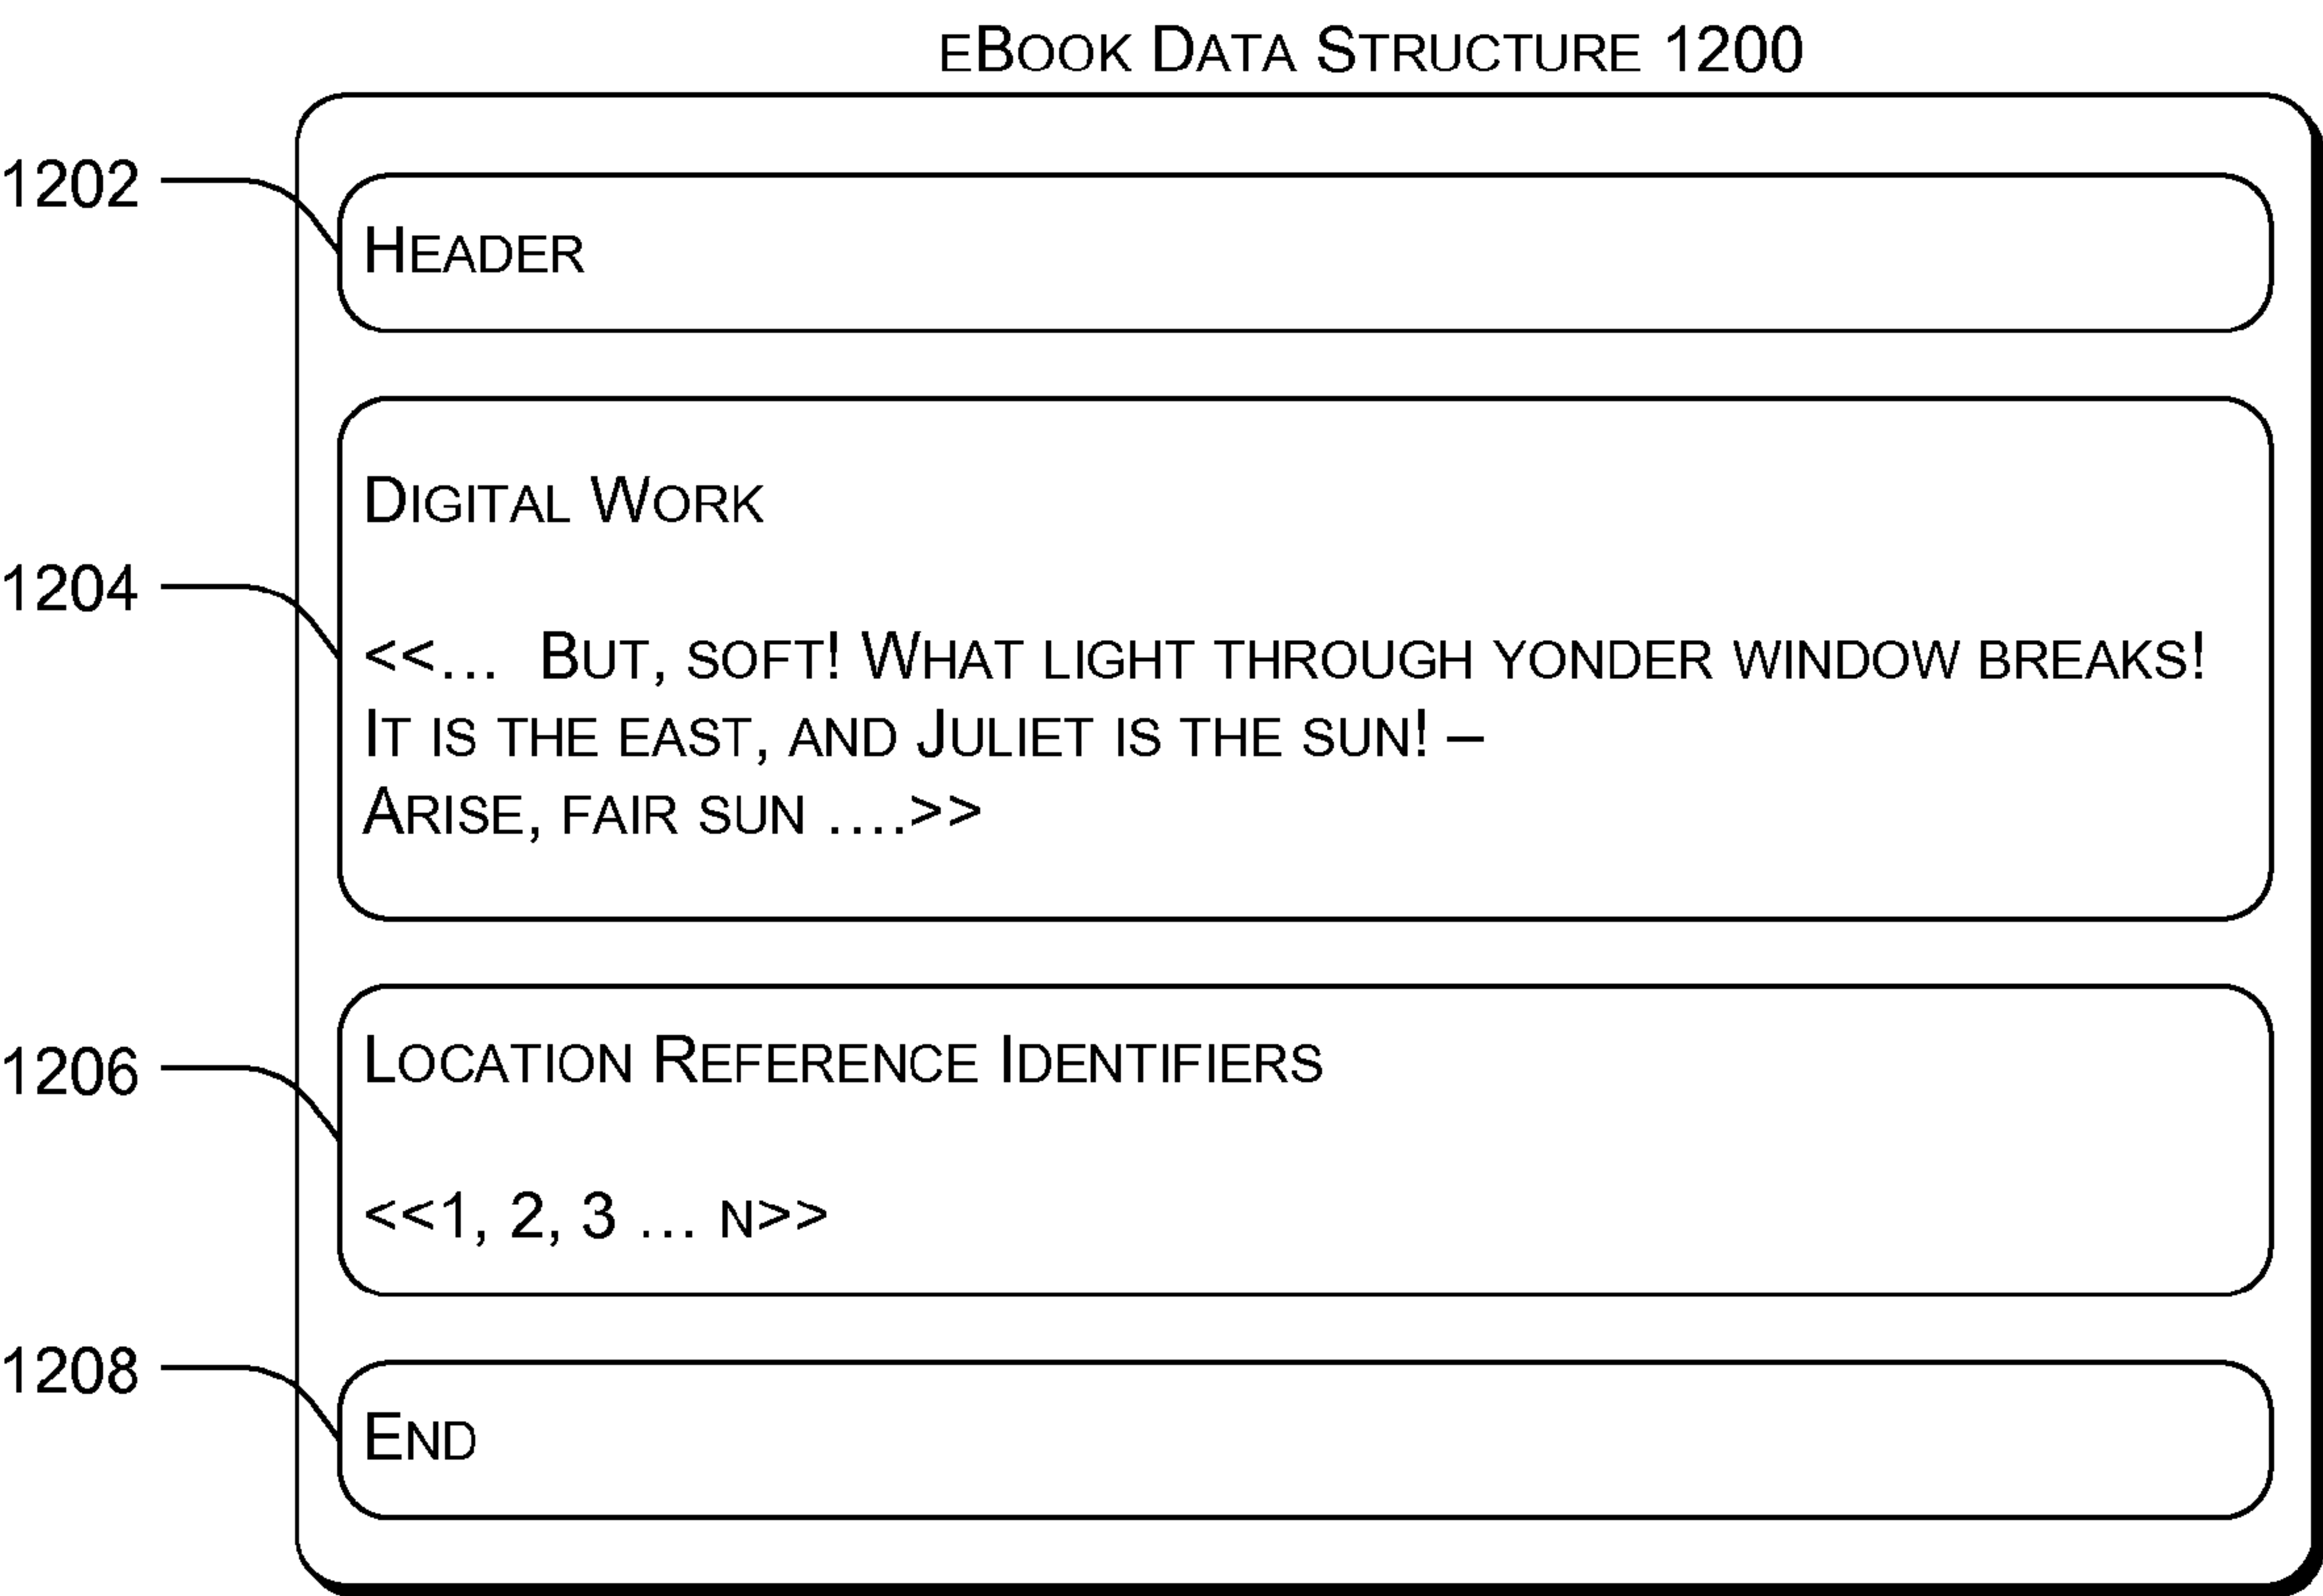 eBook Data Structure 1200
1202
Header
Digital Work
1204
<<... But, soft! What light through yonder window breaks!
It is the east, and Juliet is the sun! –
Arise, fair sun ....>>
1206
Location Reference Identifiers
<<1, 2, 3 ... n>>
1208
End